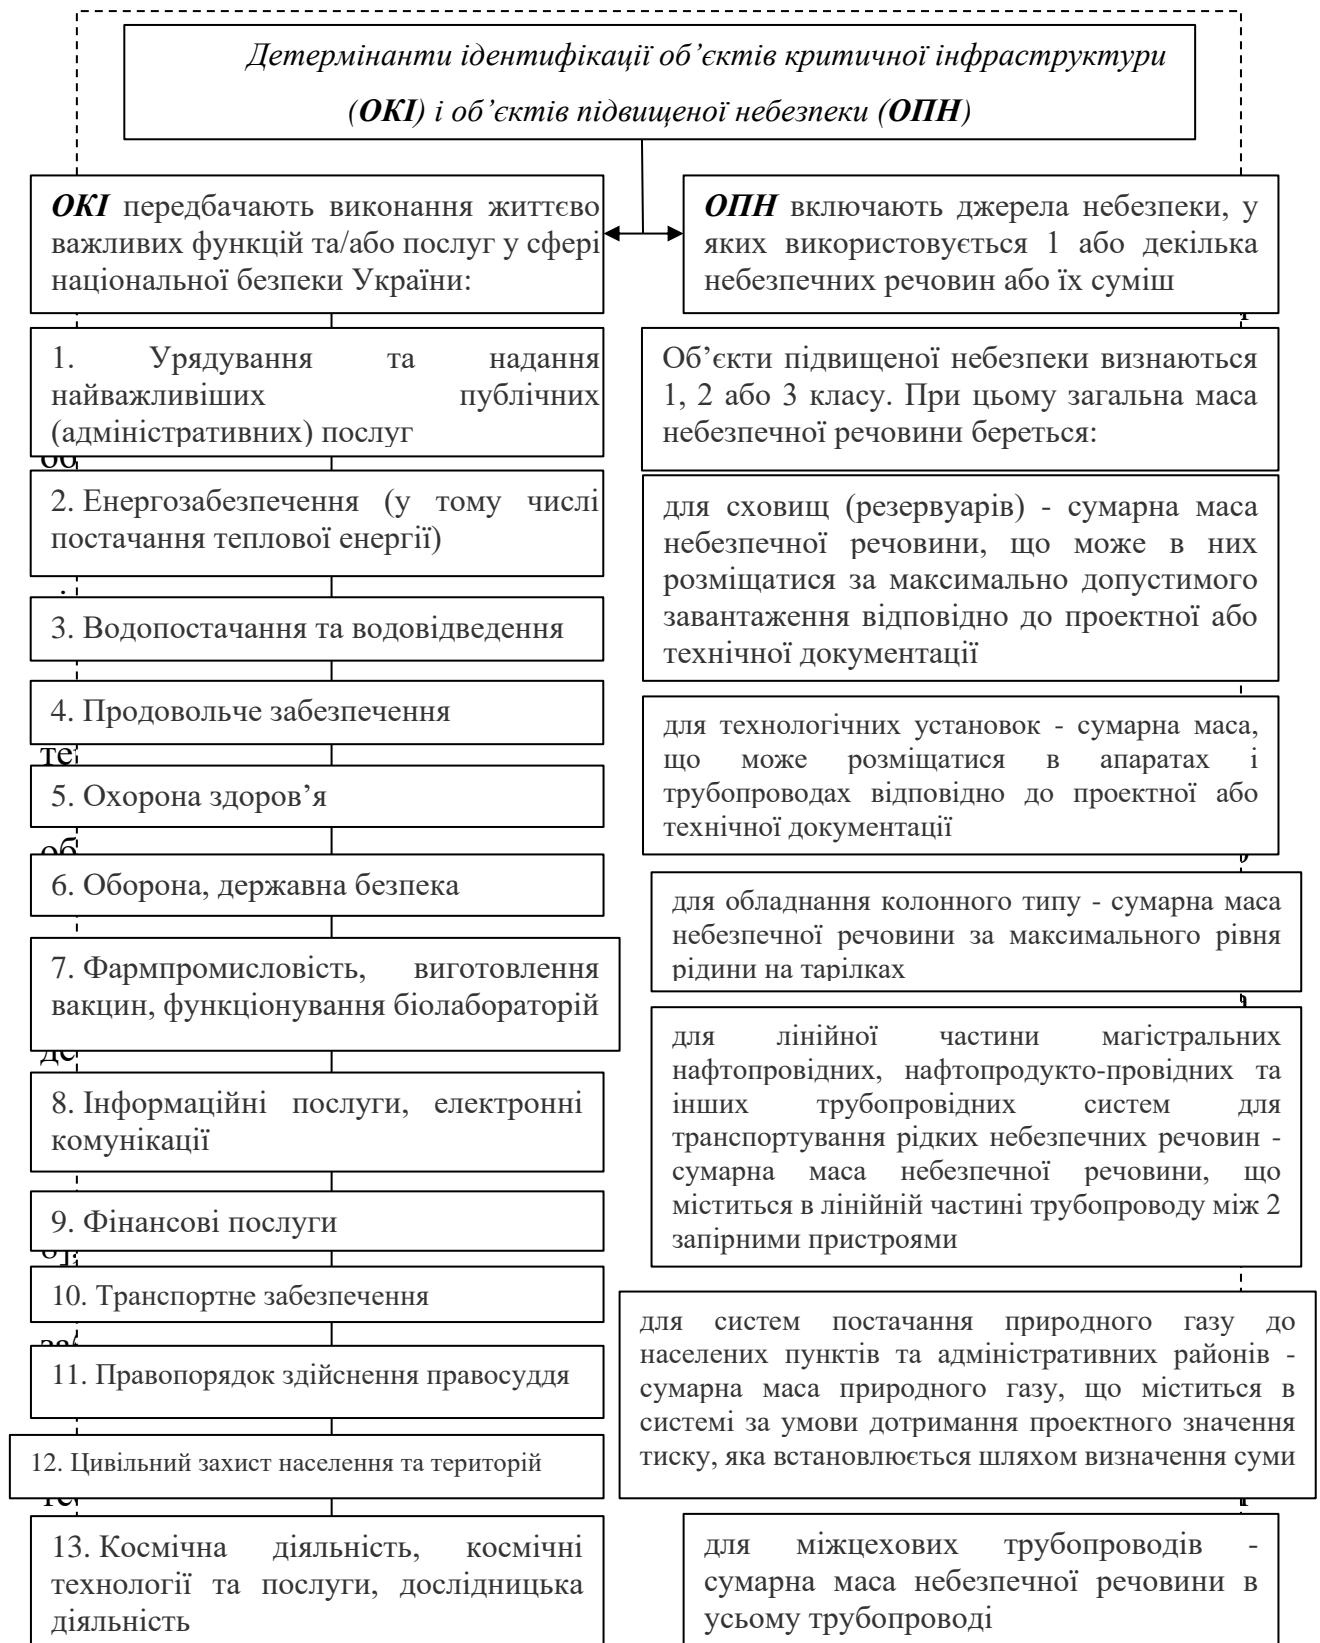 Детермінанти ідентифікації об’єктів критичної інфраструктури
(ОКІ) і об’єктів підвищеної небезпеки (ОПН)
ОКІ передбачають виконання життєво
важливих функцій та/або послуг у сфері
національної безпеки України:
1. Урядування та надання
найважливіших публічних
(адміністративних) послуг
2. Енергозабезпечення (у тому числі
постачання теплової енергії)
3. Водопостачання та водовідведення
4. Продовольче забезпечення
5. Охорона здоров’я
6. Оборона, державна безпека
7. Фармпромисловість, виготовлення
вакцин, функціонування біолабораторій
8. Інформаційні послуги, електронні
комунікації
9. Фінансові послуги
10. Транспортне забезпечення
11. Правопорядок здійснення правосуддя
12. Цивільний захист населення та територій
13. Космічна діяльність, космічні
технології та послуги, дослідницька
діяльність
ОПН включають джерела небезпеки, у
яких використовується 1 або декілька
небезпечних речовин або їх суміш
Об’єкти підвищеної небезпеки визнаються
1, 2 або 3 класу. При цьому загальна маса
небезпечної речовини береться:
для сховищ (резервуарів) - сумарна маса
небезпечної речовини, що може в них
розміщатися за максимально допустимого
завантаження відповідно до проектної або
технічної документації
для технологічних установок - сумарна маса,
що може розміщатися в апаратах і
трубопроводах відповідно до проектної або
технічної документації
для обладнання колонного типу - сумарна маса
небезпечної речовини за максимального рівня
рідини на тарілках
для лінійної частини магістральних
нафтопровідних, нафтопродукто-провідних та
інших трубопровідних систем для
транспортування рідких небезпечних речовин -
сумарна маса небезпечної речовини, що
міститься в лінійній частині трубопроводу між 2
запірними пристроями
для систем постачання природного газу до
населених пунктів та адміністративних районів -
сумарна маса природного газу, що міститься в
системі за умови дотримання проектного значення
тиску, яка встановлюється шляхом визначення суми
для міжцехових трубопроводів -
сумарна маса небезпечної речовини в
усьому трубопроводі